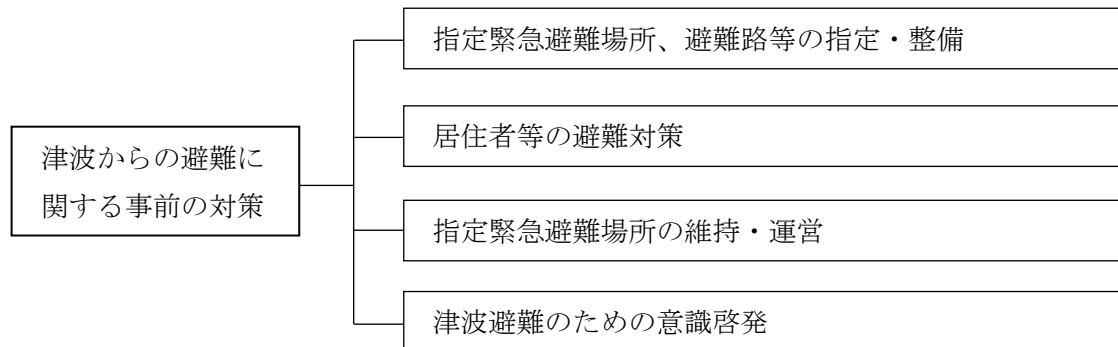 津波からの避難に
関する事前の対策
指定緊急避難場所、避難路等の指定・整備
居住者等の避難対策
指定緊急避難場所の維持・運営
津波避難のための意識啓発